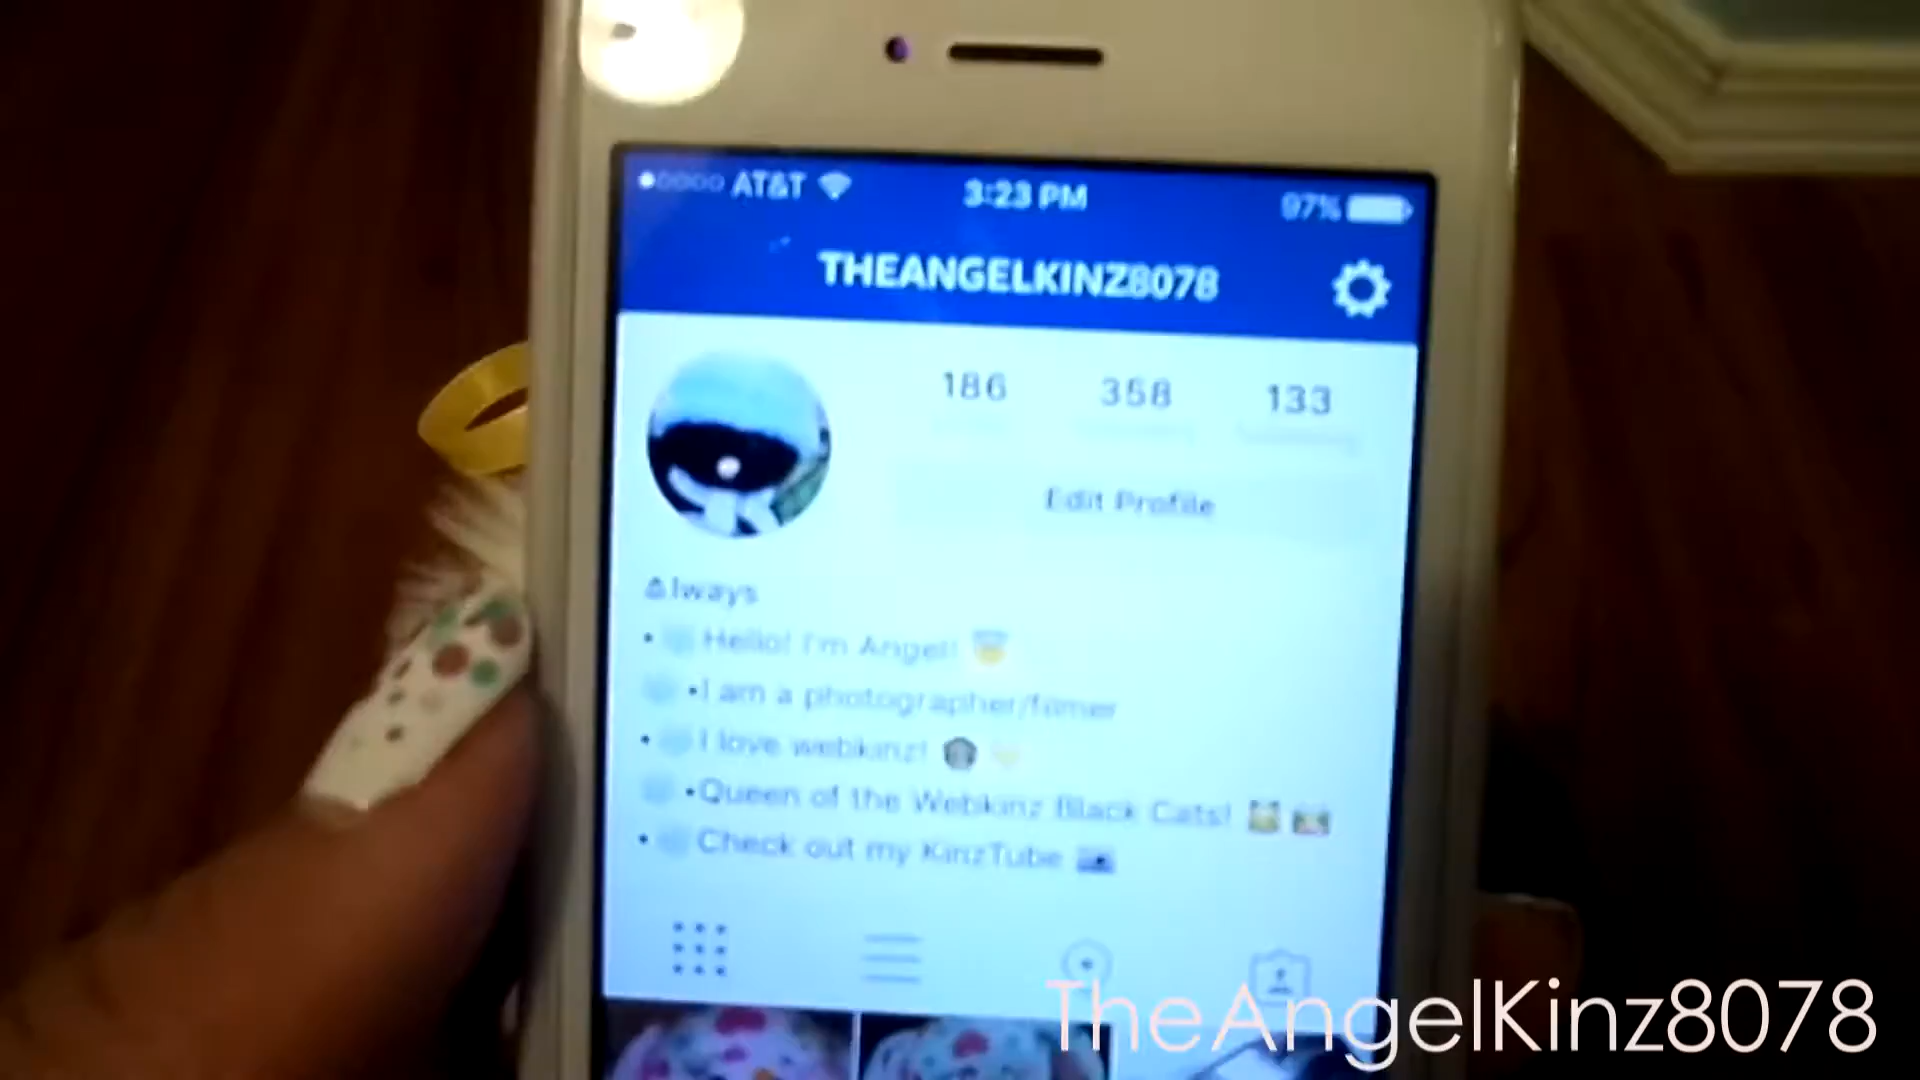 AT&T 3:23 PM 97%
THEANGELKINZ8078
186 358 133
Edit Profile
Always
• Hello! I'm Angel! 😇
•I am a photographer/filmer
• I love webkinz!
•Queen of the Webkinz Black Cats!
• Check out my KinzTube
TheAngelKinz8078